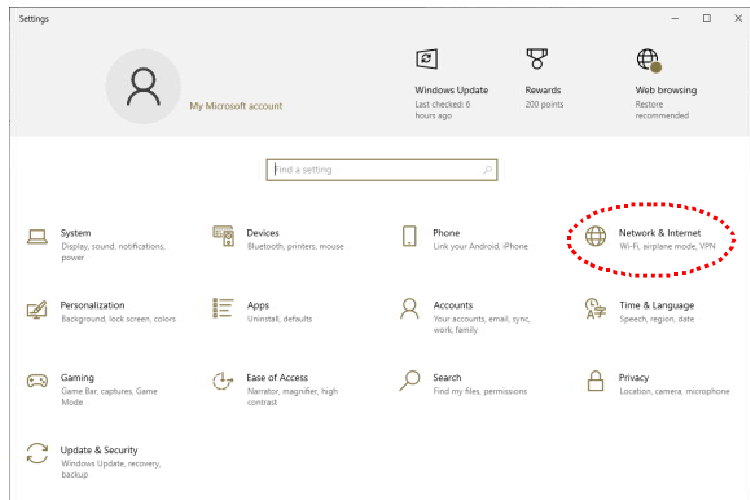 Settings
My Microsoft account
Windows Update
Last checked: 6
hours ago
Rewards
200 points
Web browsing
Restore
recommended
Find a setting
System
Display, sound, notifications,
power
Devices
Bluetooth, printers, mouse
Phone
Link your Android, iPhone
Network & Internet
Wi-Fi, airplane mode, VPN
Personalization
Background, lock screen, colors
Apps
Uninstall, defaults
Accounts
Your accounts, email, sync,
work, family
Time & Language
Speech, region, date
Gaming
Game Bar, captures, Game
Mode
Ease of Access
Narrator, magnifier, high
contrast
Search
Find my files, permissions
Privacy
Location, camera, microphone
Update & Security
Windows Update, recovery,
backup